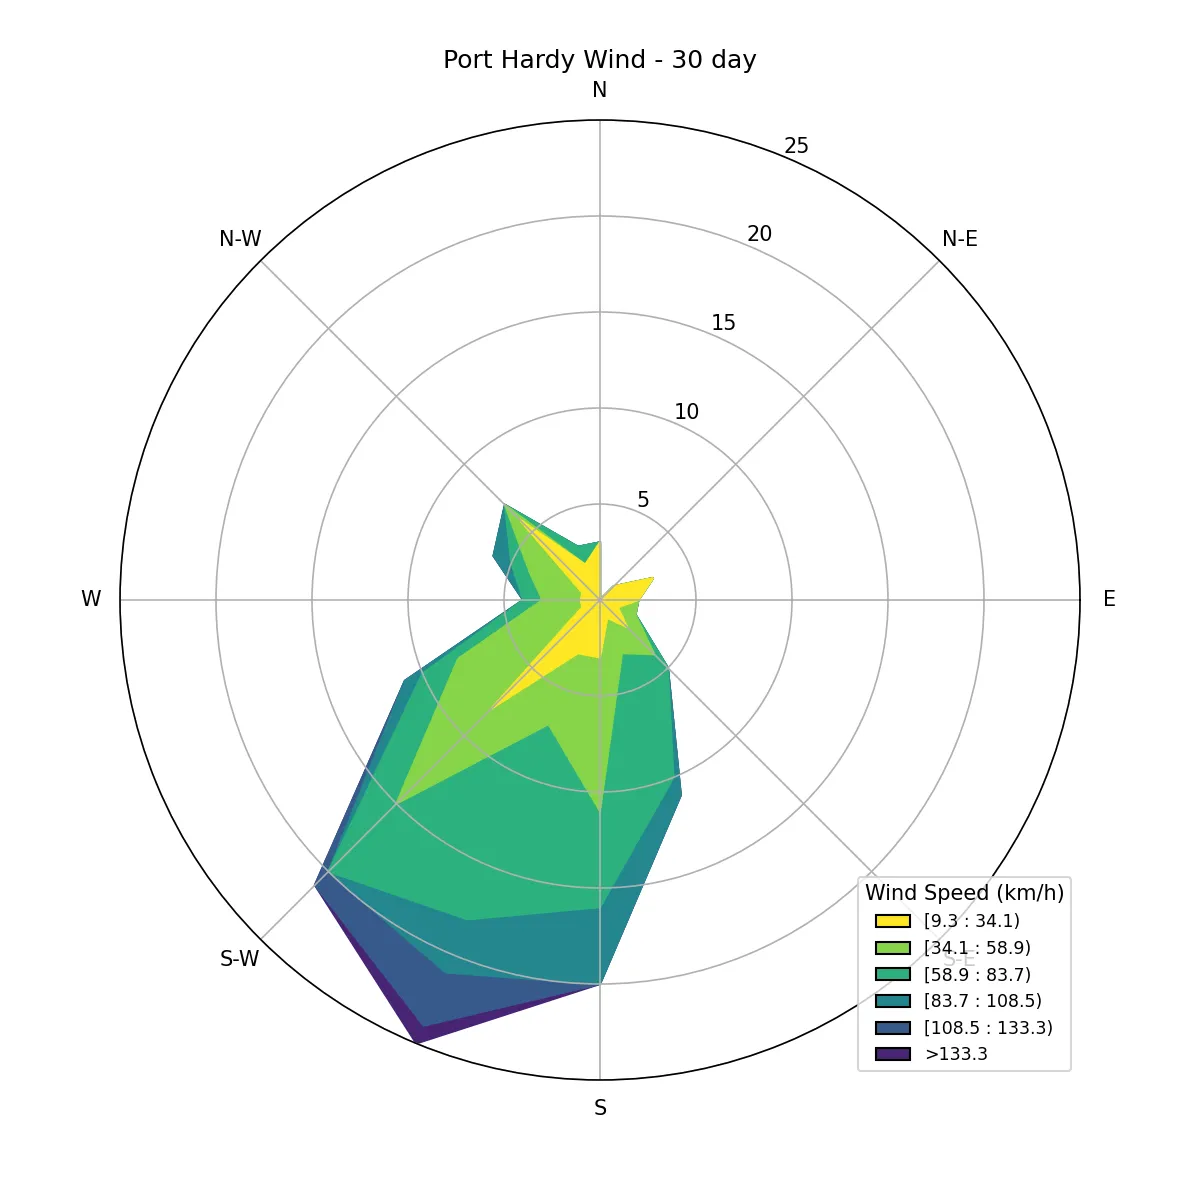 Port Hardy Wind - 30 day
N
25
N-W
20
N-E
15
10
5
W
E
Wind Speed (km/h)
[9.3 : 34.1)
[34.1 : 58.9)
S-W
S-E
[58.9 : 83.7)
[83.7 : 108.5)
[108.5 : 133.3)
>133.3
S